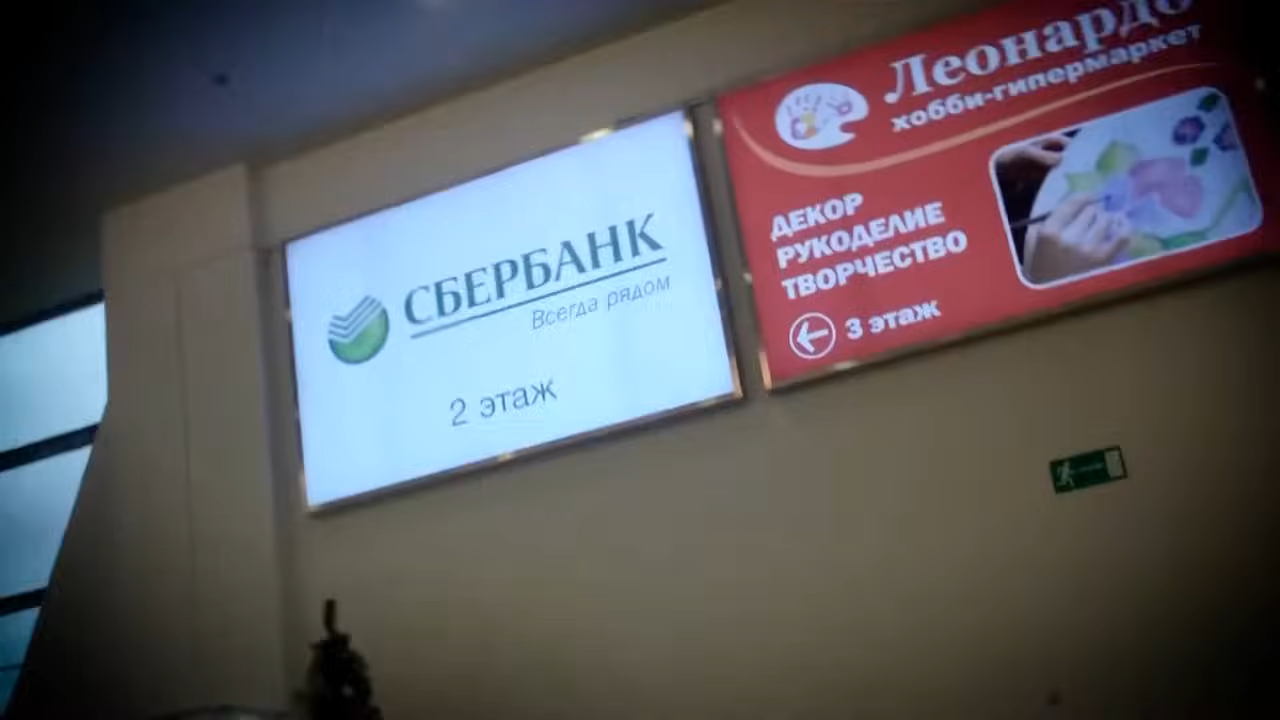 СБЕРБАНК
Всегда рядом
2 этаж
Леонардо
хобби-гипермаркет
ДЕКОР
РУКОДЕЛИЕ
ТВОРЧЕСТВО
3 этаж